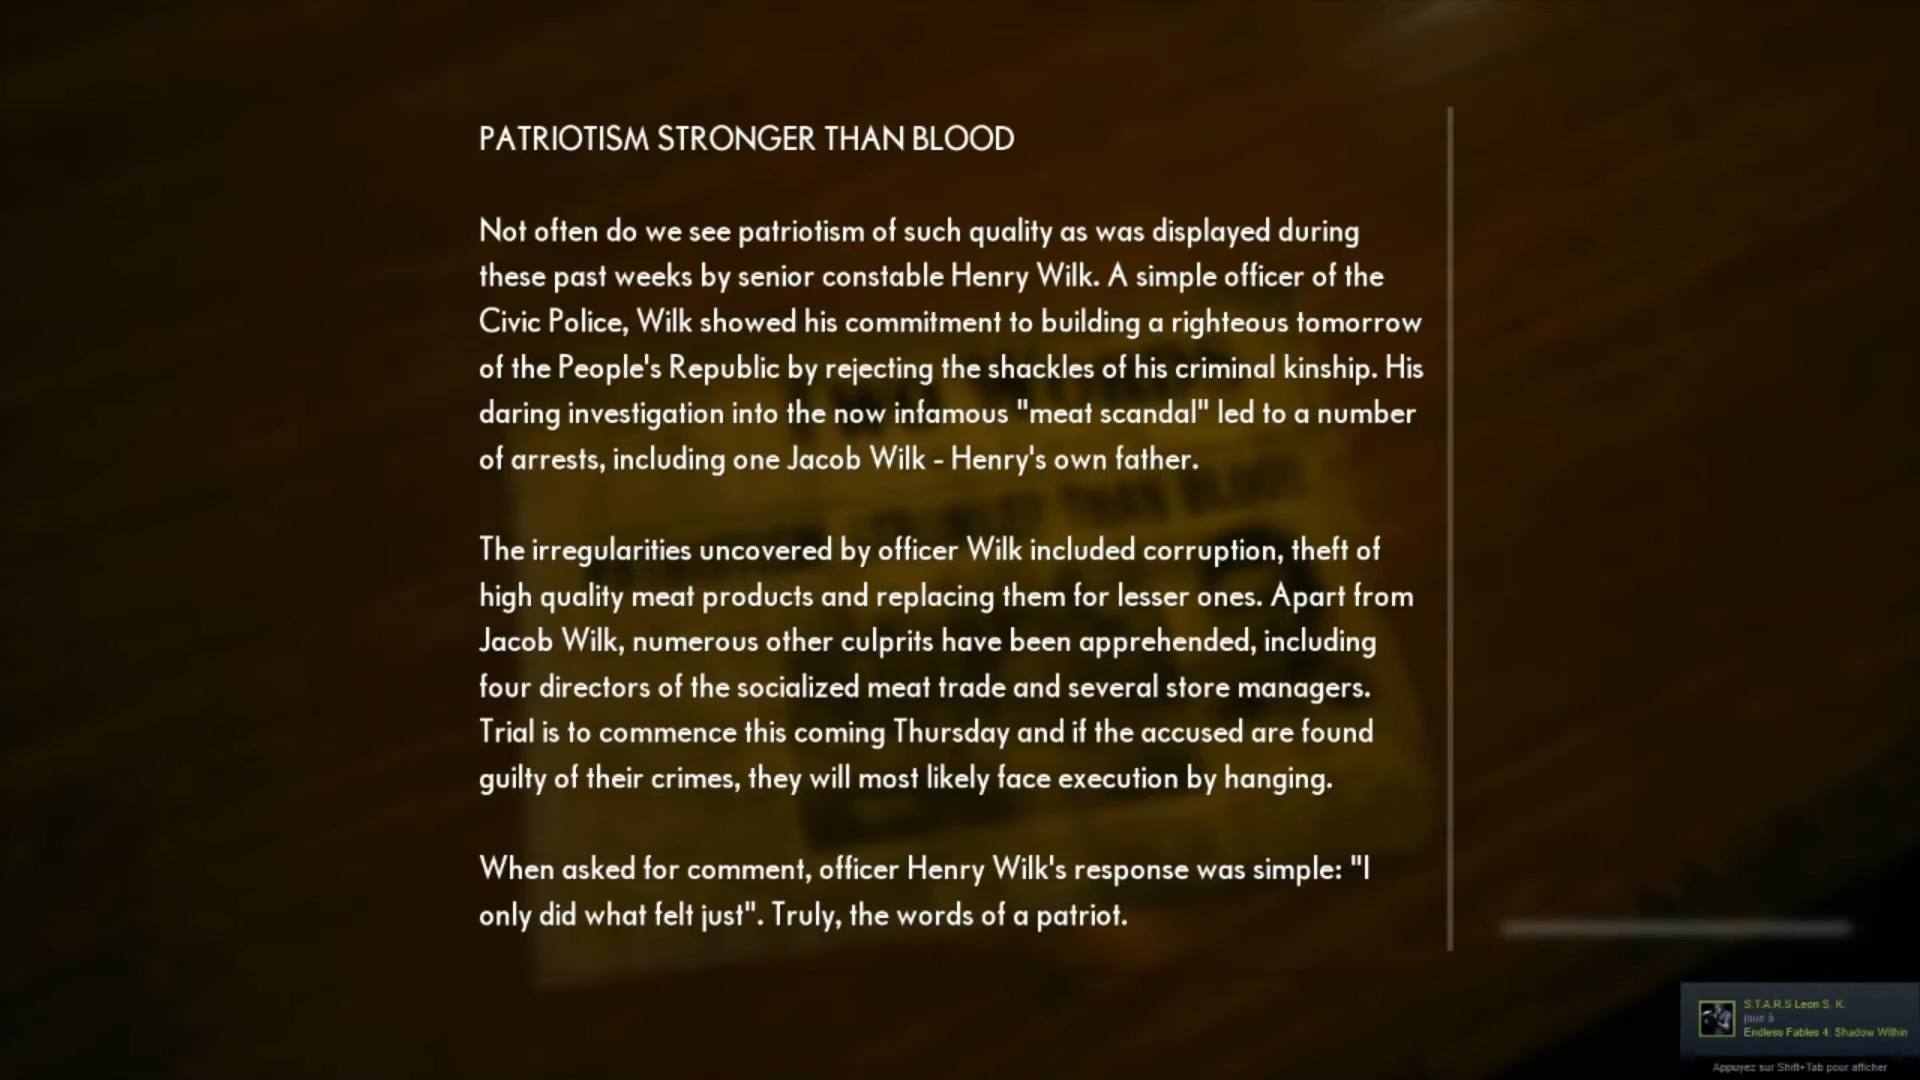 PATRIOTISM STRONGER THAN BLOOD
Not often do we see patriotism of such quality as was displayed during
these past weeks by senior constable Henry Wilk. A simple officer of the
Civic Police, Wilk showed his commitment to building a righteous tomorrow
of the People's Republic by rejecting the shackles of his criminal kinship. His
daring investigation into the now infamous "meat scandal" led to a number
of arrests, including one Jacob Wilk - Henry's own father.
The irregularities uncovered by officer Wilk included corruption, theft of
high quality meat products and replacing them for lesser ones. Apart from
Jacob Wilk, numerous other culprits have been apprehended, including
four directors of the socialized meat trade and several store managers.
Trial is to commence this coming Thursday and if the accused are found
guilty of their crimes, they will most likely face execution by hanging.
When asked for comment, officer Henry Wilk's response was simple: "I
only did what felt just". Truly, the words of a patriot.
S.T.A.R.S Leon S. K.
joue à
Endless Fables 4: Shadow Within
Appuyez sur Shift+Tab pour afficher